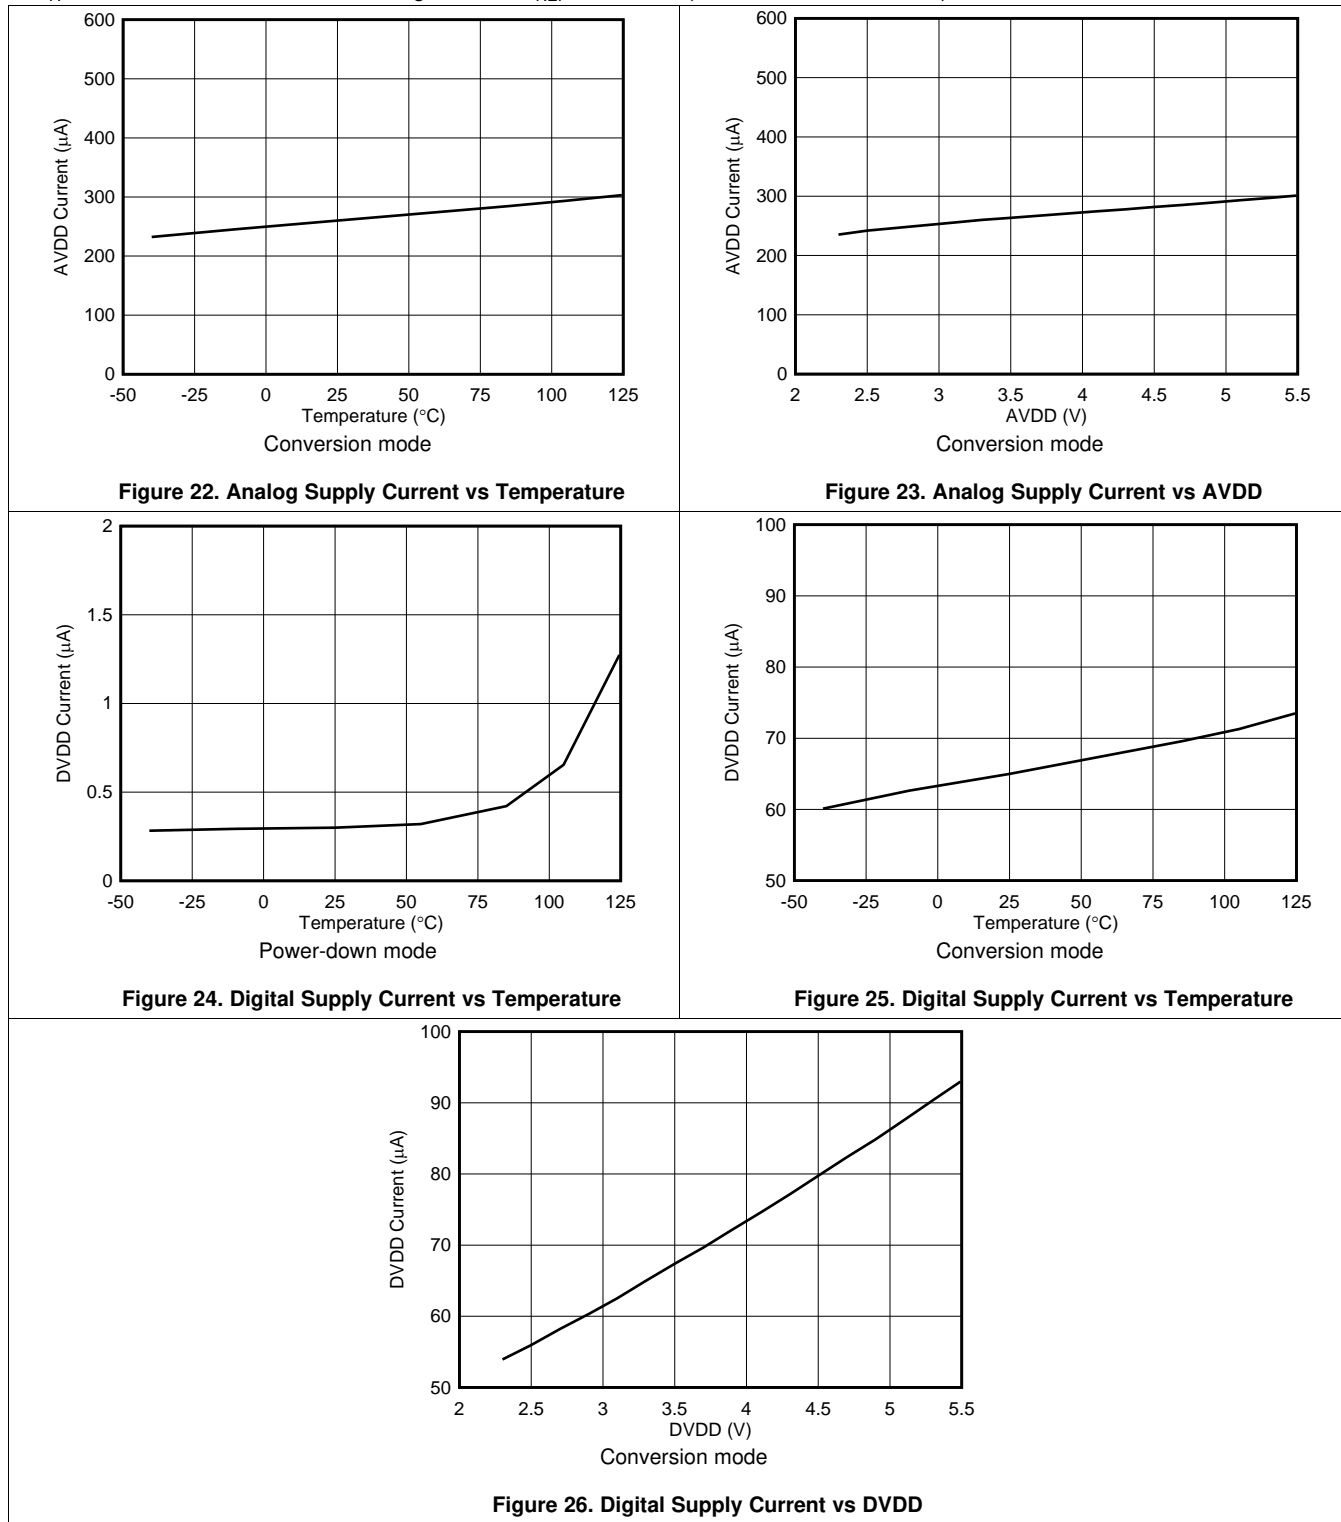 600
500
400
300
200
100
0
AVDD Current (μA)
-50 -25 0 25 50 75 100 125
Temperature (°C)
Conversion mode
Figure 22. Analog Supply Current vs Temperature
600
500
400
300
200
100
0
AVDD Current (μA)
2 2.5 3 3.5 4 4.5 5 5.5
AVDD (V)
Conversion mode
Figure 23. Analog Supply Current vs AVDD
2
1.5
1
0.5
0
DVDD Current (μA)
-50 -25 0 25 50 75 100 125
Temperature (°C)
Power-down mode
Figure 24. Digital Supply Current vs Temperature
100
90
80
70
60
50
DVDD Current (μA)
-50 -25 0 25 50 75 100 125
Temperature (°C)
Conversion mode
Figure 25. Digital Supply Current vs Temperature
100
90
80
70
60
50
DVDD Current (μA)
2 2.5 3 3.5 4 4.5 5 5.5
DVDD (V)
Conversion mode
Figure 26. Digital Supply Current vs DVDD